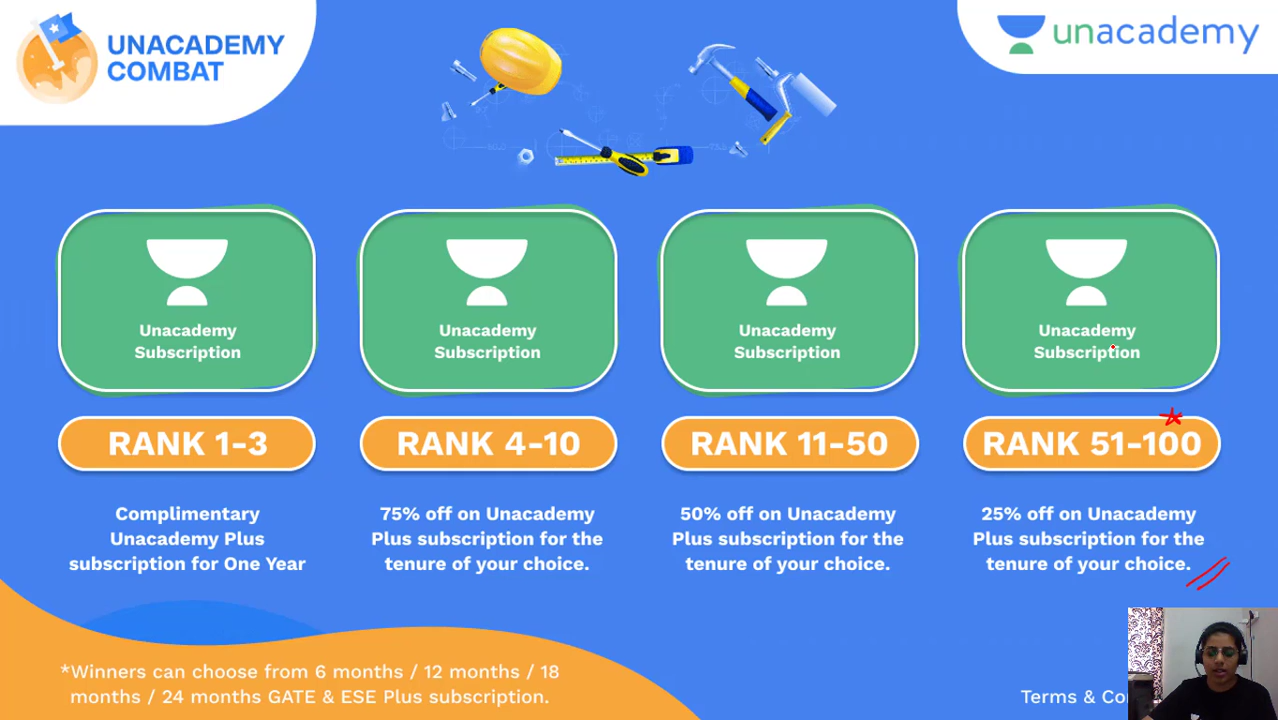 UNACADEMY
COMBAT
unacademy
Unacademy
Subscription
RANK 1-3
Complimentary
Unacademy Plus
subscription for One Year
Unacademy
Subscription
RANK 4-10
75% off on Unacademy
Plus subscription for the
tenure of your choice.
Unacademy
Subscription
RANK 11-50
50% off on Unacademy
Plus subscription for the
tenure of your choice.
Unacademy
Subscription
RANK 51-100
25% off on Unacademy
Plus subscription for the
tenure of your choice.
*Winners can choose from 6 months / 12 months / 18
months / 24 months GATE & ESE Plus subscription.
Terms &